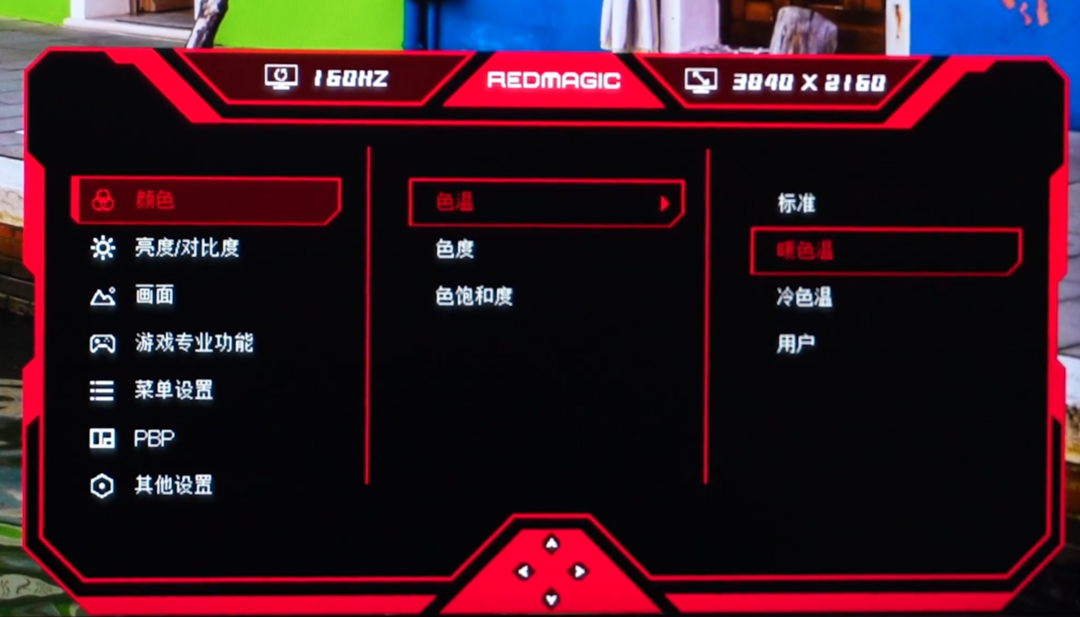 160HZ
REDMAGIC
3840 X 2160
颜色
亮度/对比度
画面
游戏专业功能
菜单设置
PBP
其他设置
色温
色度
色饱和度
标准
暖色温
冷色温
用户